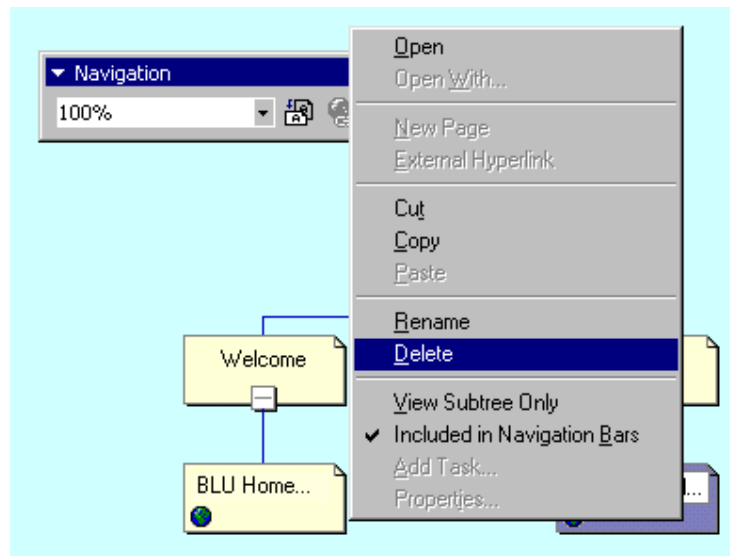 Navigation
100%
Open
Open With...
New Page
External Hyperlink
Cut
Copy
Paste
Rename
Delete
View Subtree Only
Included in Navigation Bars
Add Task...
Properties...
Welcome
BLU Home...